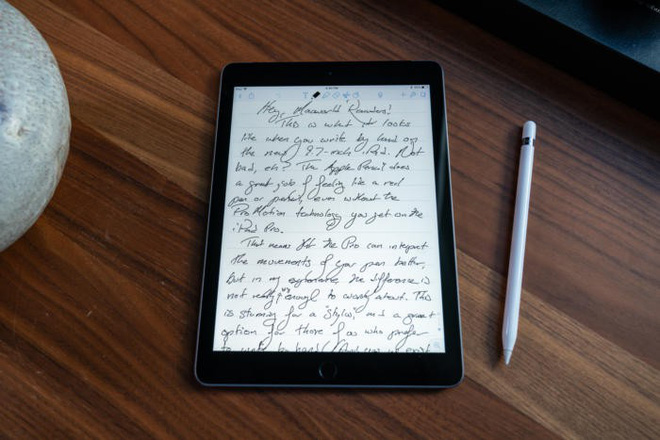 Hey, Macworld Readers!
This is what it looks
like when you write by hand on
the new 9.7-inch iPad. Not
bad, eh? The Apple Pencil does
a great job of feeling like a real
pen or pencil, even without the
ProMotion technology you get on the
iPad Pro.
That means that the Pro can interpret
the movements of your pen better,
but in my experience the difference is
not really enough to worry about. This
is stunning for a "stylus," and a great
option for those of us who prefer
to write by hand! (And now we exist